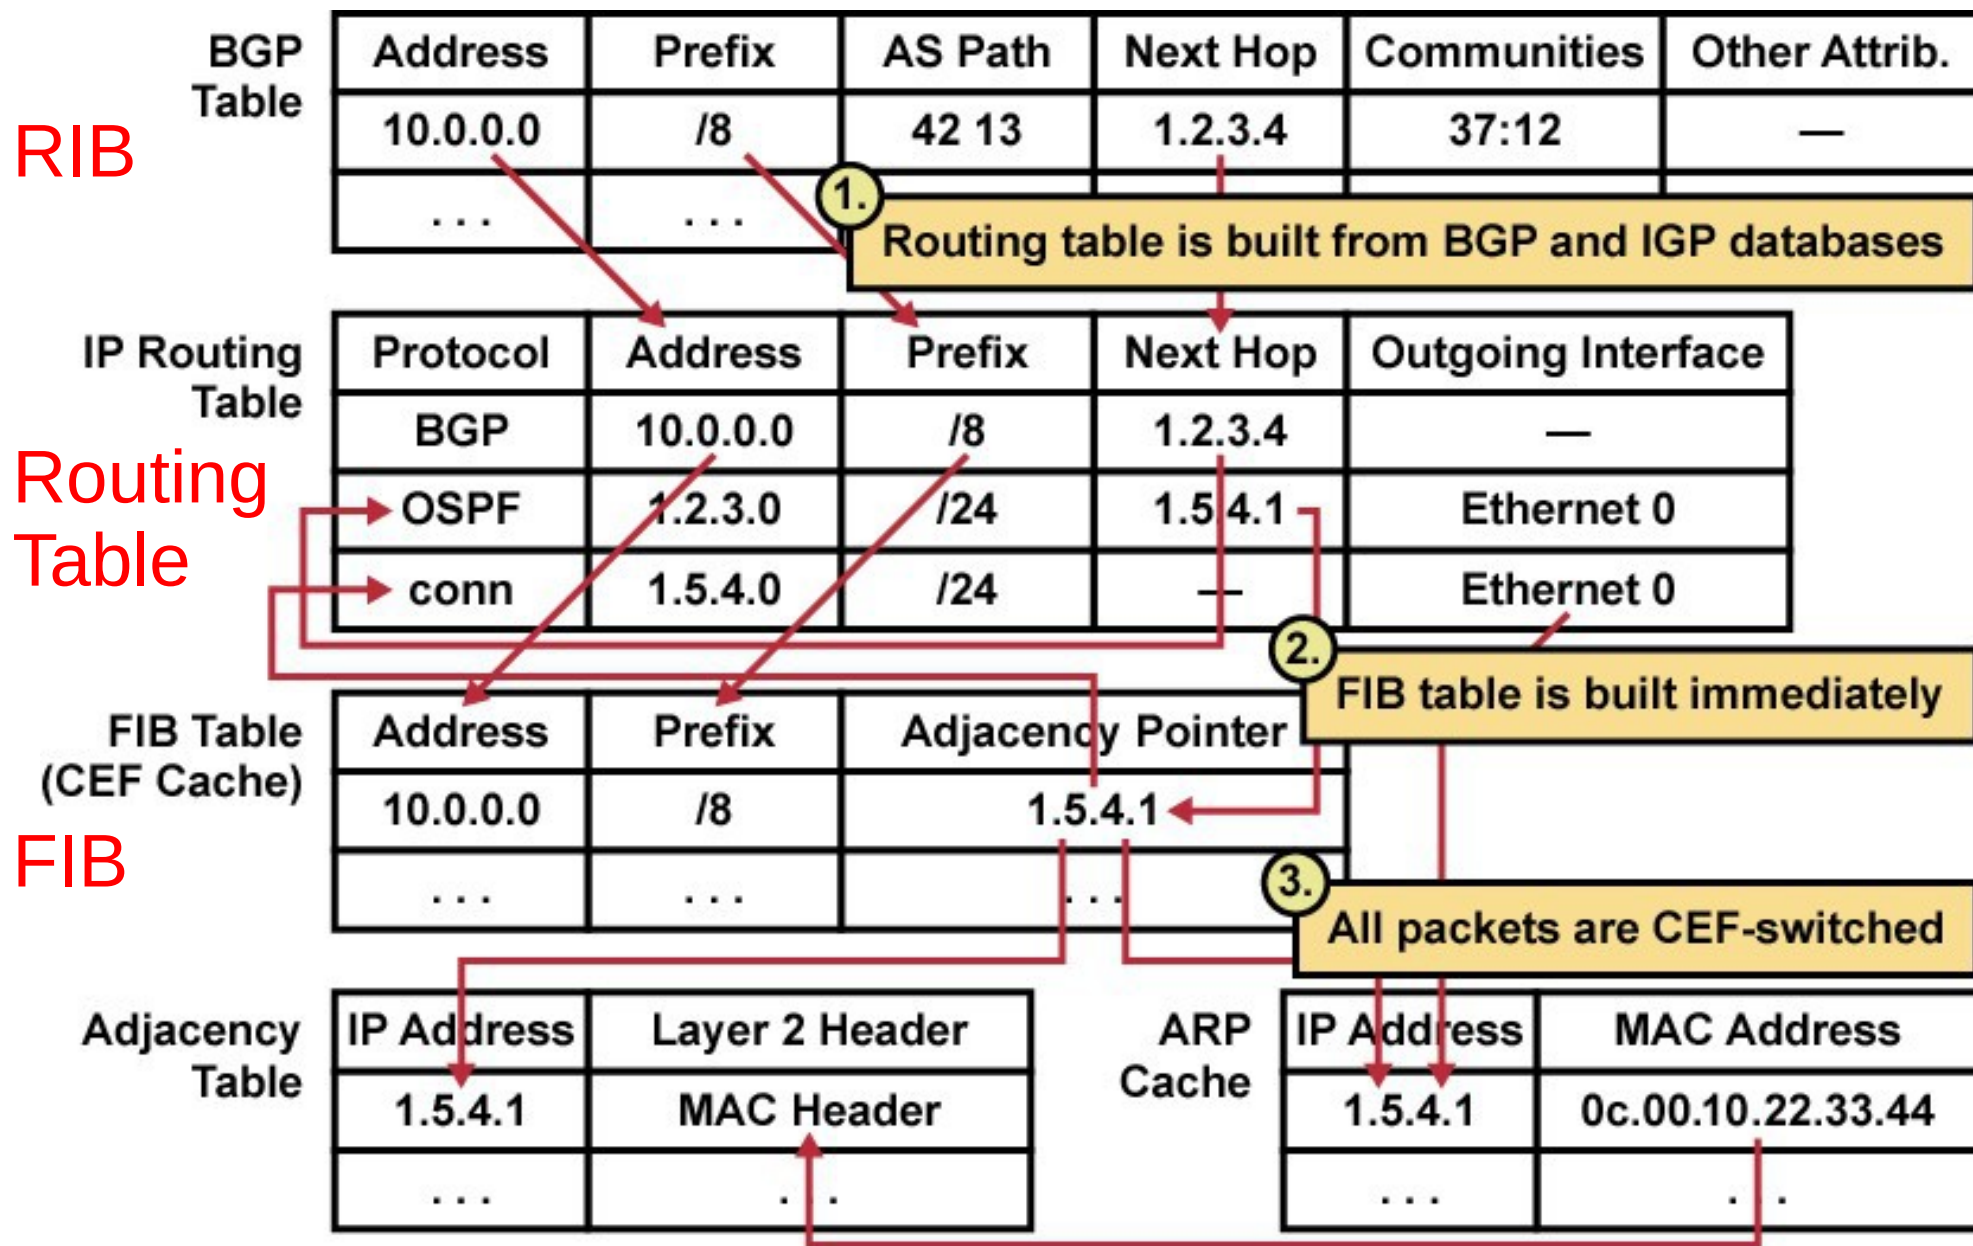 BGP Table
RIB
Address Prefix AS Path Next Hop Communities Other Attrib.
10.0.0.0 /8 42 13 1.2.3.4 37:12 —
. . . . . .
1.
Routing table is built from BGP and IGP databases
IP Routing Table
Routing Table
Protocol Address Prefix Next Hop Outgoing Interface
BGP 10.0.0.0 /8 1.2.3.4 —
OSPF 1.2.3.0 /24 1.5.4.1 Ethernet 0
conn 1.5.4.0 /24 — Ethernet 0
2.
FIB table is built immediately
FIB Table (CEF Cache)
FIB
Address Prefix Adjacency Pointer
10.0.0.0 /8 1.5.4.1
. . . . . . . . .
3.
All packets are CEF-switched
Adjacency Table
IP Address Layer 2 Header
1.5.4.1 MAC Header
. . . . . .
ARP Cache
IP Address MAC Address
1.5.4.1 0c.00.10.22.33.44
. . . . . .